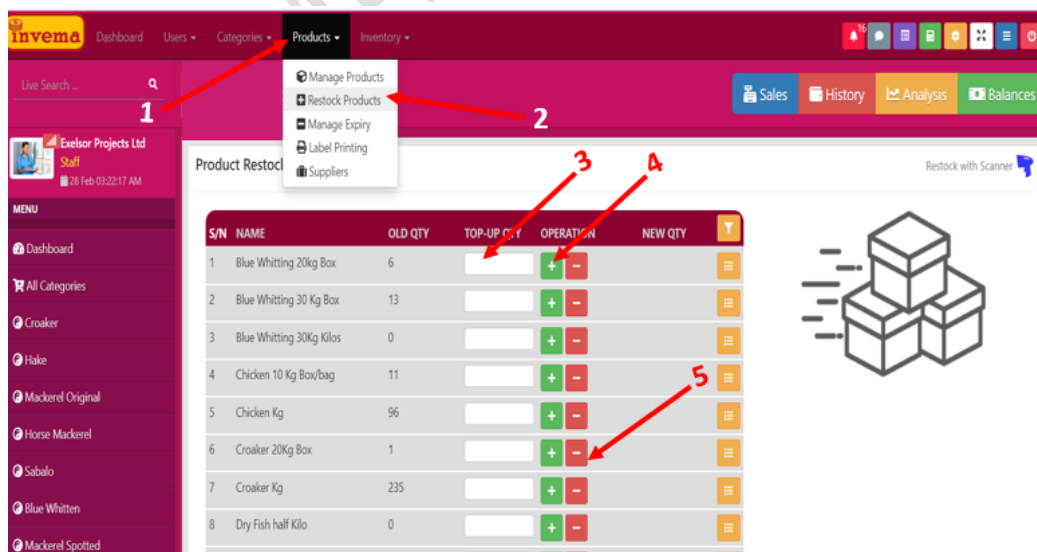 invema Dashboard Users Categories Products Inventory 16
Live Search ...
Manage Products
Restock Products
Manage Expiry
Label Printing
Suppliers
Sales History Analysis Balances
1
2
3
4
5
Exelsor Projects Ltd
Staff
28 Feb 03:22:17 AM
MENU
Dashboard
All Categories
Croaker
Hake
Mackerel Original
Horse Mackerel
Sabalo
Blue Whitten
Mackerel Spotted
Product Restock
Restock with Scanner
S/N NAME OLD QTY TOP-UP QTY OPERATION NEW QTY
1 Blue Whitting 20kg Box 6 + −
2 Blue Whitting 30 Kg Box 13 + −
3 Blue Whitting 30Kg Kilos 0 + −
4 Chicken 10 Kg Box/bag 11 + −
5 Chicken Kg 96 + −
6 Croaker 20Kg Box 1 + −
7 Croaker Kg 235 + −
8 Dry Fish half Kilo 0 + −